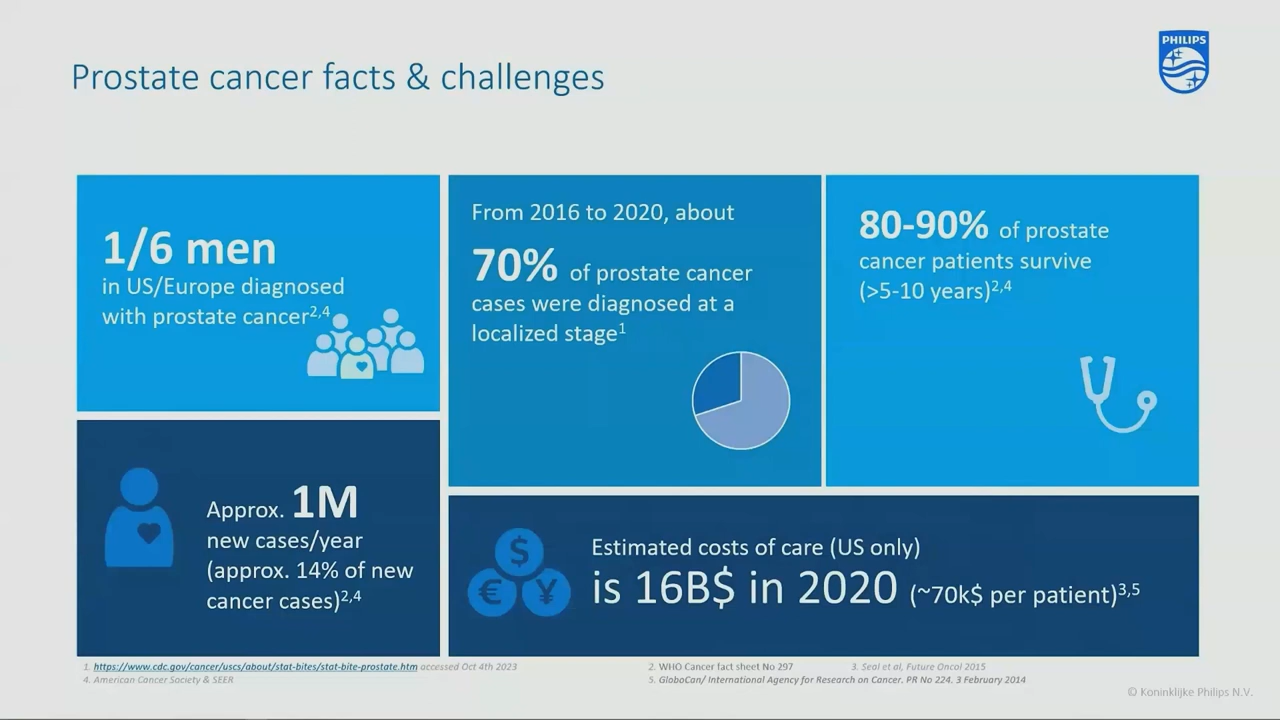 PHILIPS
Prostate cancer facts & challenges
1/6 men
in US/Europe diagnosed
with prostate cancer2,4
From 2016 to 2020, about
70% of prostate cancer
cases were diagnosed at a
localized stage1
80-90% of prostate
cancer patients survive
(>5-10 years)2,4
Approx. 1M
new cases/year
(approx. 14% of new
cancer cases)2,4
$
€ ¥
Estimated costs of care (US only)
is 16B$ in 2020 (~70k$ per patient)3,5
1. https://www.cdc.gov/cancer/uscs/about/stat-bites/stat-bite-prostate.htm accessed Oct 4th 2023
2. WHO Cancer fact sheet No 297
3. Seal et al, Future Oncol 2015
4. American Cancer Society & SEER
5. GloboCan/ International Agency for Research on Cancer. PR No 224. 3 February 2014
© Koninklijke Philips N.V.